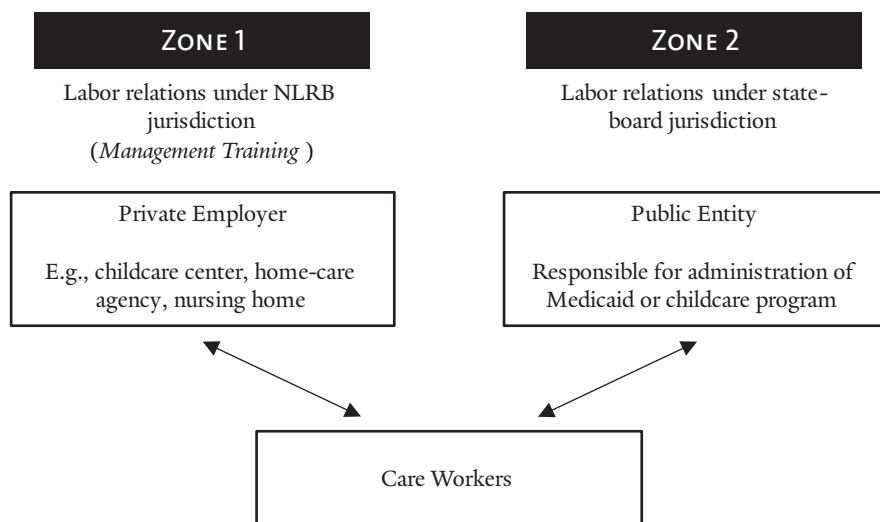 ZONE 1
Labor relations under NLRB
jurisdiction
(Management Training )
Private Employer
E.g., childcare center, home-care
agency, nursing home
ZONE 2
Labor relations under state-
board jurisdiction
Public Entity
Responsible for administration of
Medicaid or childcare program
Care Workers